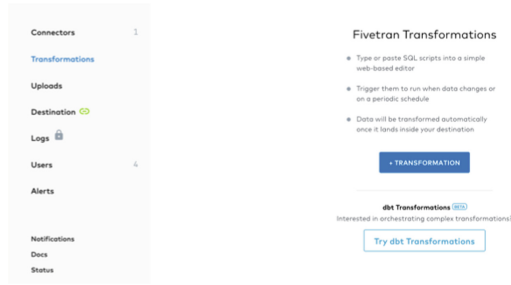 Connectors 1
Transformations
Uploads
Destination
Logs
Users 4
Alerts
Notifications
Docs
Status
Fivetran Transformations
Type or paste SQL scripts into a simple
web-based editor
Trigger them to run when data changes or
on a periodic schedule
Data will be transformed automatically
once it lands inside your destination
+ TRANSFORMATION
dbt Transformations BETA
Interested in orchestrating complex transformations?
Try dbt Transformations